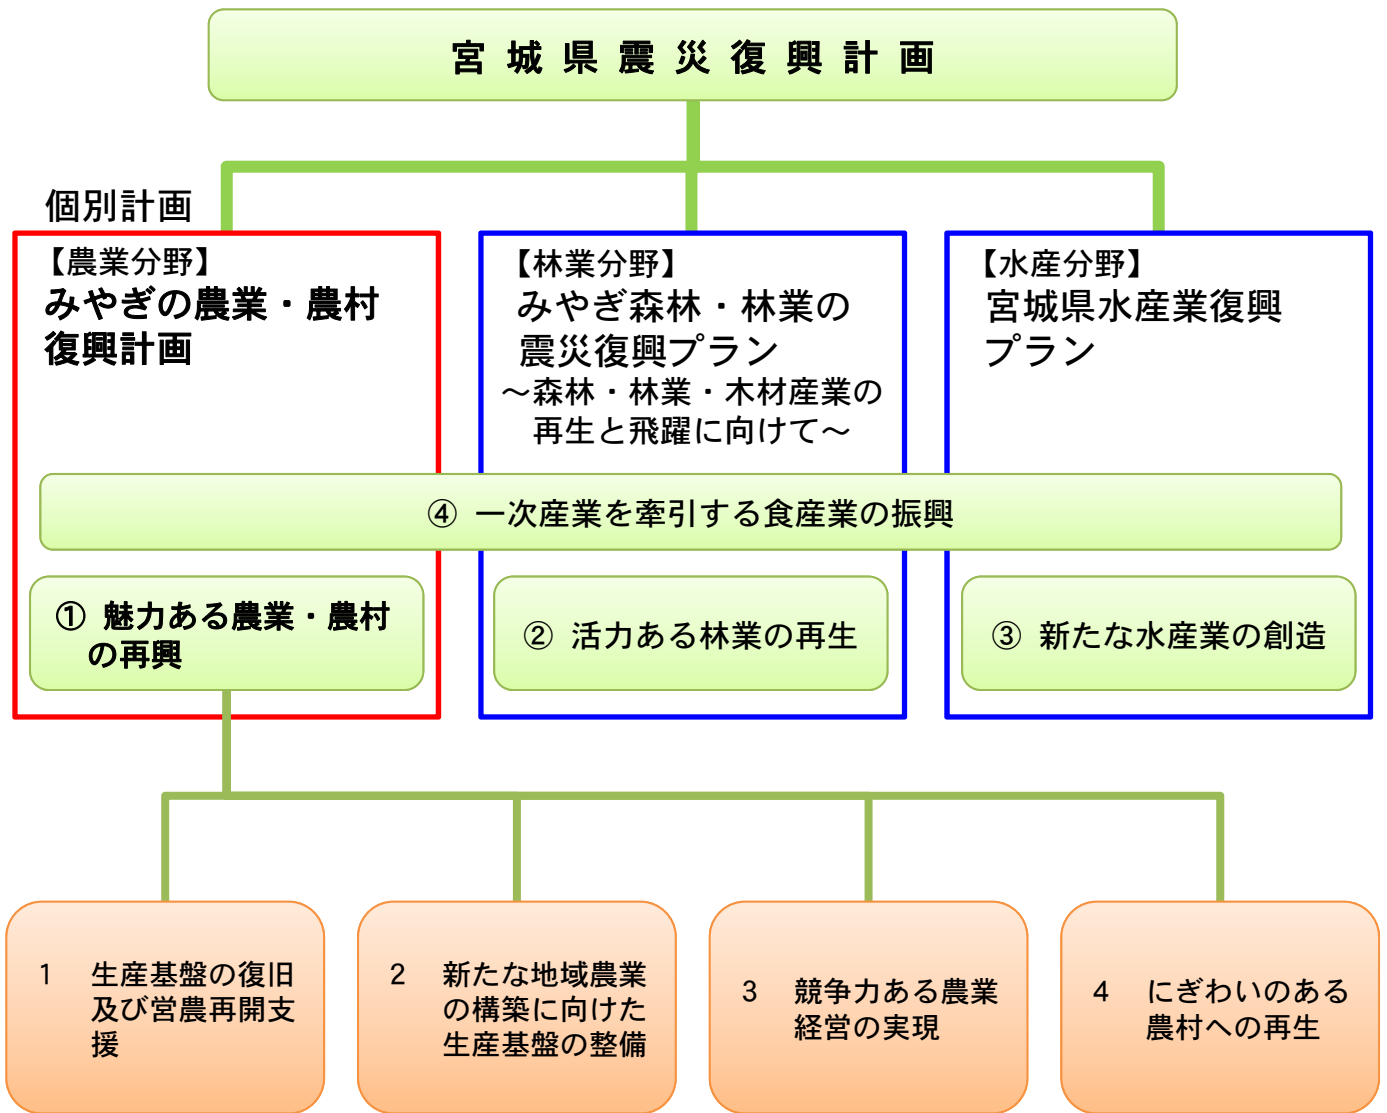 宮城県震災復興計画
個別計画
【農業分野】
みやぎの農業・農村
復興計画
【林業分野】
みやぎ森林・林業の
震災復興プラン
～森林・林業・木材産業の
再生と飛躍に向けて～
【水産分野】
宮城県水産業復興
プラン
④ 一次産業を牽引する食産業の振興
① 魅力ある農業・農村
の再興
② 活力ある林業の再生
③ 新たな水産業の創造
1 生産基盤の復旧
及び営農再開支
援
2 新たな地域農業
の構築に向けた
生産基盤の整備
3 競争力ある農業
経営の実現
4 にぎわいのある
農村への再生